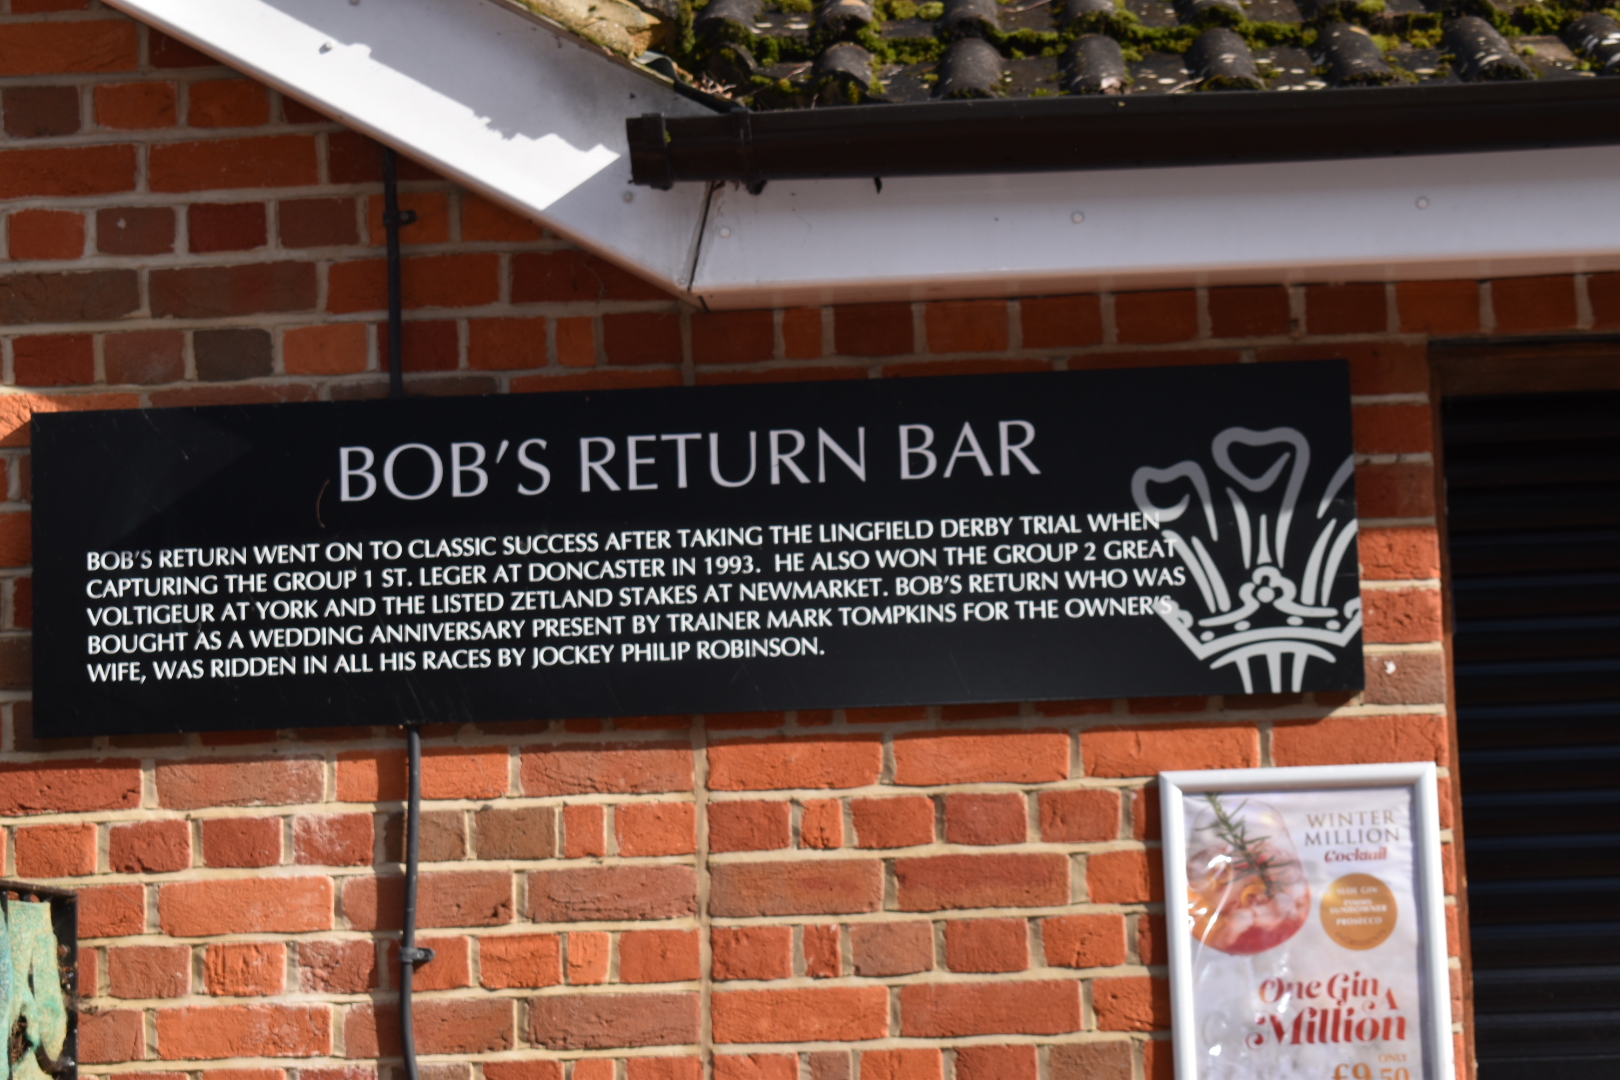 BOB'S RETURN BAR
BOB'S RETURN WENT ON TO CLASSIC SUCCESS AFTER TAKING THE LINGFIELD DERBY TRIAL WHEN
CAPTURING THE GROUP 1 ST. LEGER AT DONCASTER IN 1993. HE ALSO WON THE GROUP 2 GREAT
VOLTIGEUR AT YORK AND THE LISTED ZETLAND STAKES AT NEWMARKET. BOB'S RETURN WHO WAS
BOUGHT AS A WEDDING ANNIVERSARY PRESENT BY TRAINER MARK TOMPKINS FOR THE OWNER'S
WIFE, WAS RIDDEN IN ALL HIS RACES BY JOCKEY PHILIP ROBINSON.
WINTER
MILLION
Cocktail
PROSECCO
One Gin
A
Million
ONLY
£9.50